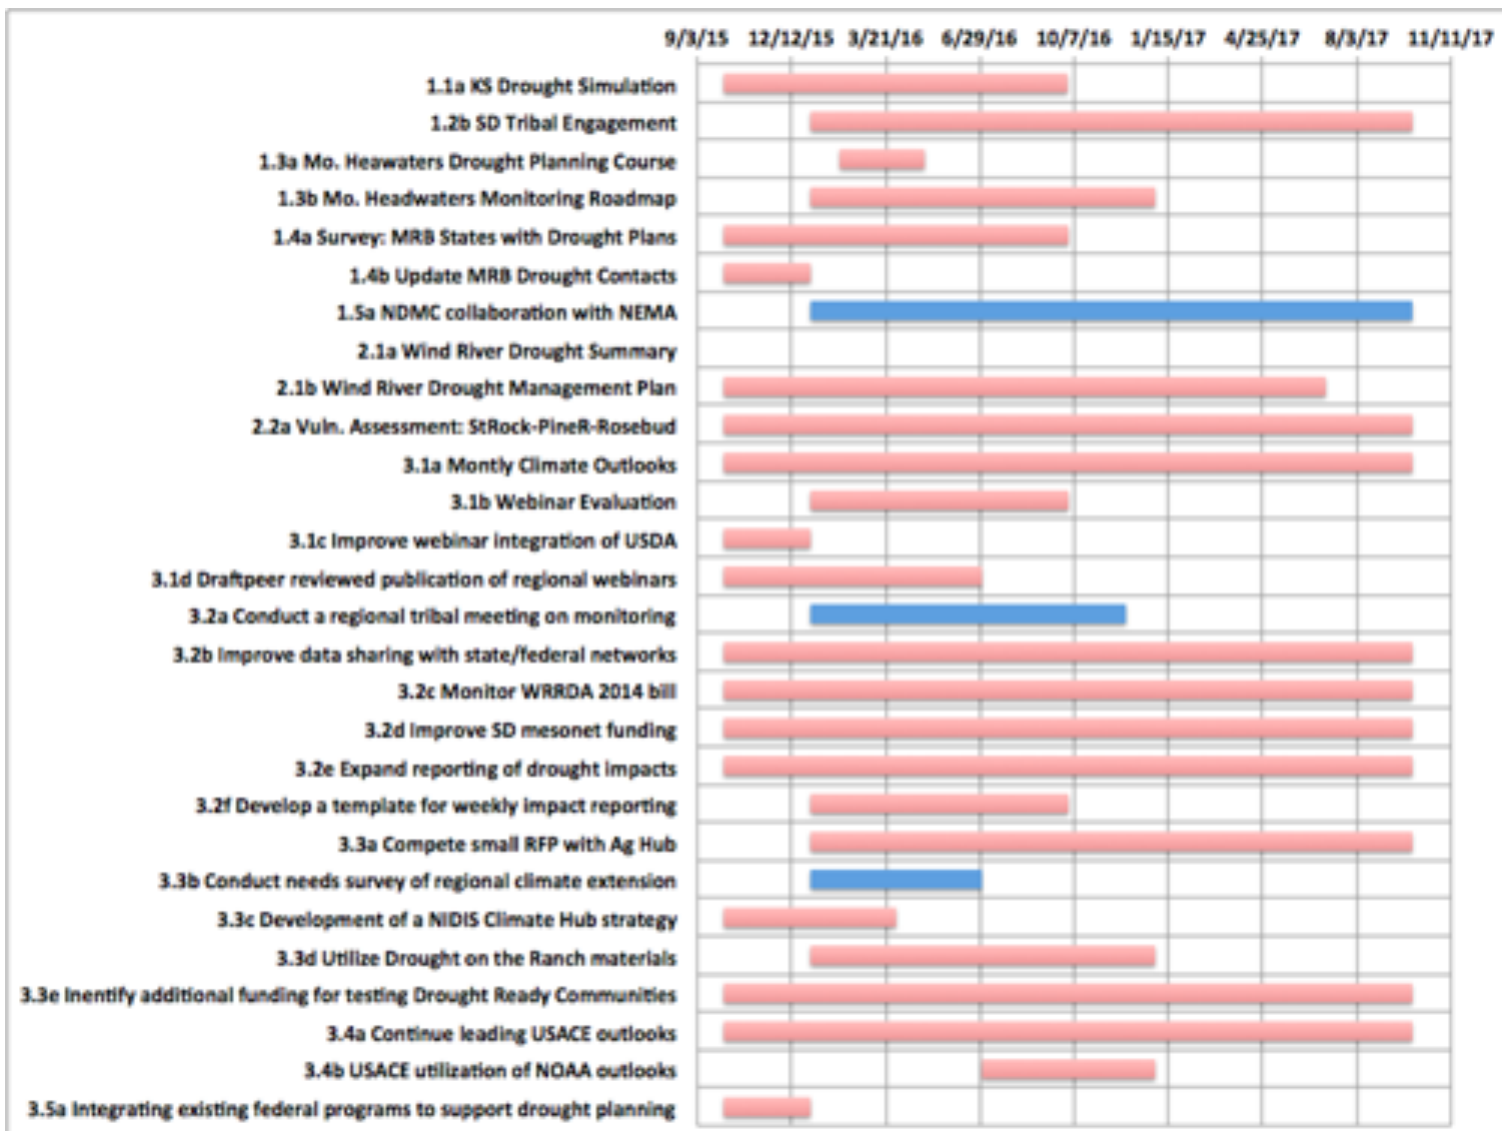 9/3/15 12/12/15 3/21/16 6/29/16 10/7/16 1/15/17 4/25/17 8/3/17 11/11/17
1.1a KS Drought Simulation
1.2b SD Tribal Engagement
1.3a Mo. Heawaters Drought Planning Course
1.3b Mo. Headwaters Monitoring Roadmap
1.4a Survey: MRB States with Drought Plans
1.4b Update MRB Drought Contacts
1.5a NDMC collaboration with NEMA
2.1a Wind River Drought Summary
2.1b Wind River Drought Management Plan
2.2a Vuln. Assessment: StRock-PineR-Rosebud
3.1a Montly Climate Outlooks
3.1b Webinar Evaluation
3.1c Improve webinar integration of USDA
3.1d Draftpeer reviewed publication of regional webinars
3.2a Conduct a regional tribal meeting on monitoring
3.2b Improve data sharing with state/federal networks
3.2c Monitor WRRDA 2014 bill
3.2d Improve SD mesonet funding
3.2e Expand reporting of drought impacts
3.2f Develop a template for weekly impact reporting
3.3a Compete small RFP with Ag Hub
3.3b Conduct needs survey of regional climate extension
3.3c Development of a NIDIS Climate Hub strategy
3.3d Utilize Drought on the Ranch materials
3.3e Inentify additional funding for testing Drought Ready Communities
3.4a Continue leading USACE outlooks
3.4b USACE utilization of NOAA outlooks
3.5a Integrating existing federal programs to support drought planning